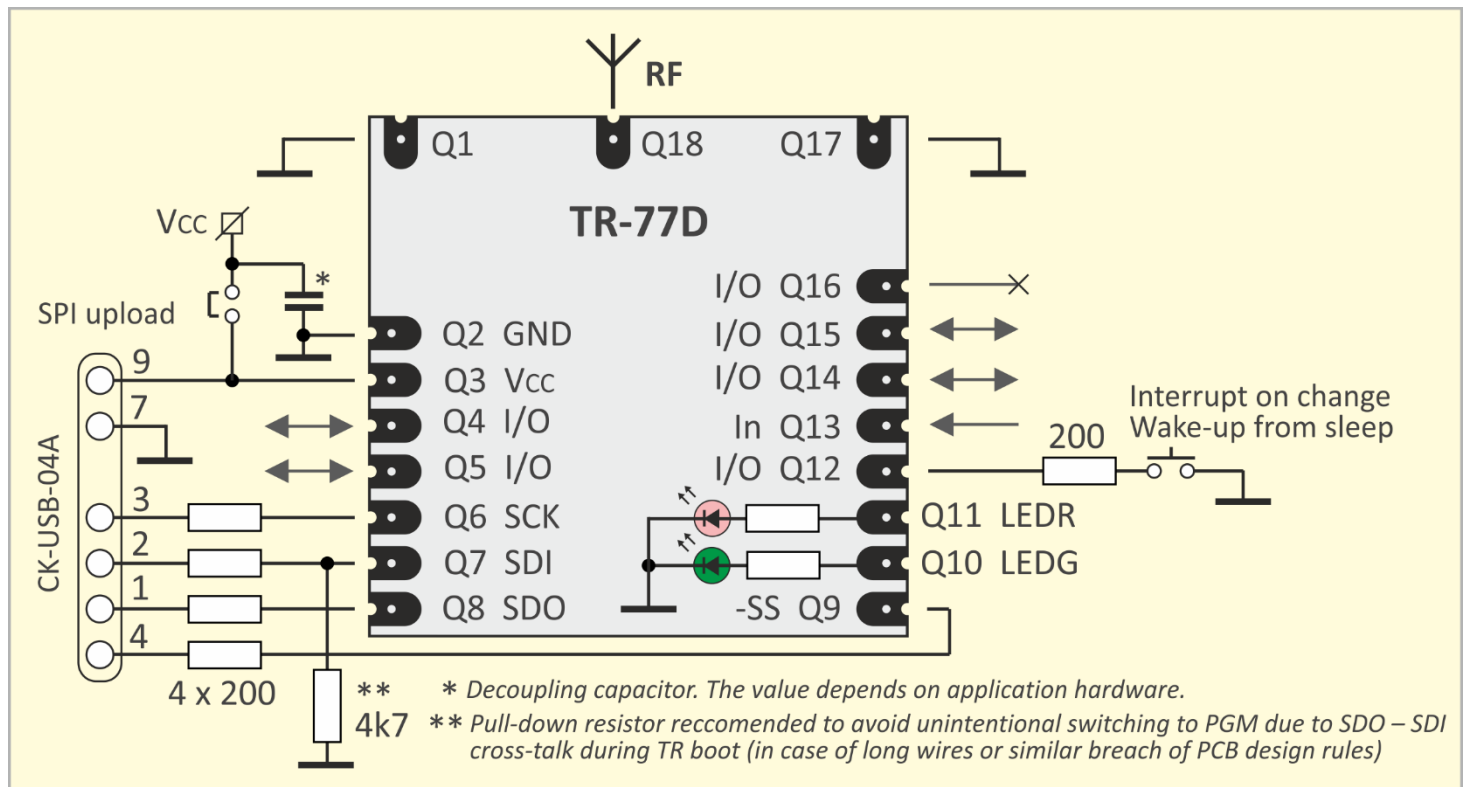 RF
Q1
Q18
Q17
TR-77D
Vcc
*
SPI upload
I/O Q16
I/O Q15
I/O Q14
In Q13
I/O Q12
Q11 LEDR
Q10 LEDG
-SS Q9
Q2 GND
Q3 Vcc
Q4 I/O
Q5 I/O
Q6 SCK
Q7 SDI
Q8 SDO
9
7
3
2
1
4
CK-USB-04A
4 x 200
Interrupt on change
Wake-up from sleep
200
**
4k7
* Decoupling capacitor. The value depends on application hardware.
** Pull-down resistor reccomended to avoid unintentional switching to PGM due to SDO – SDI
cross-talk during TR boot (in case of long wires or similar breach of PCB design rules)